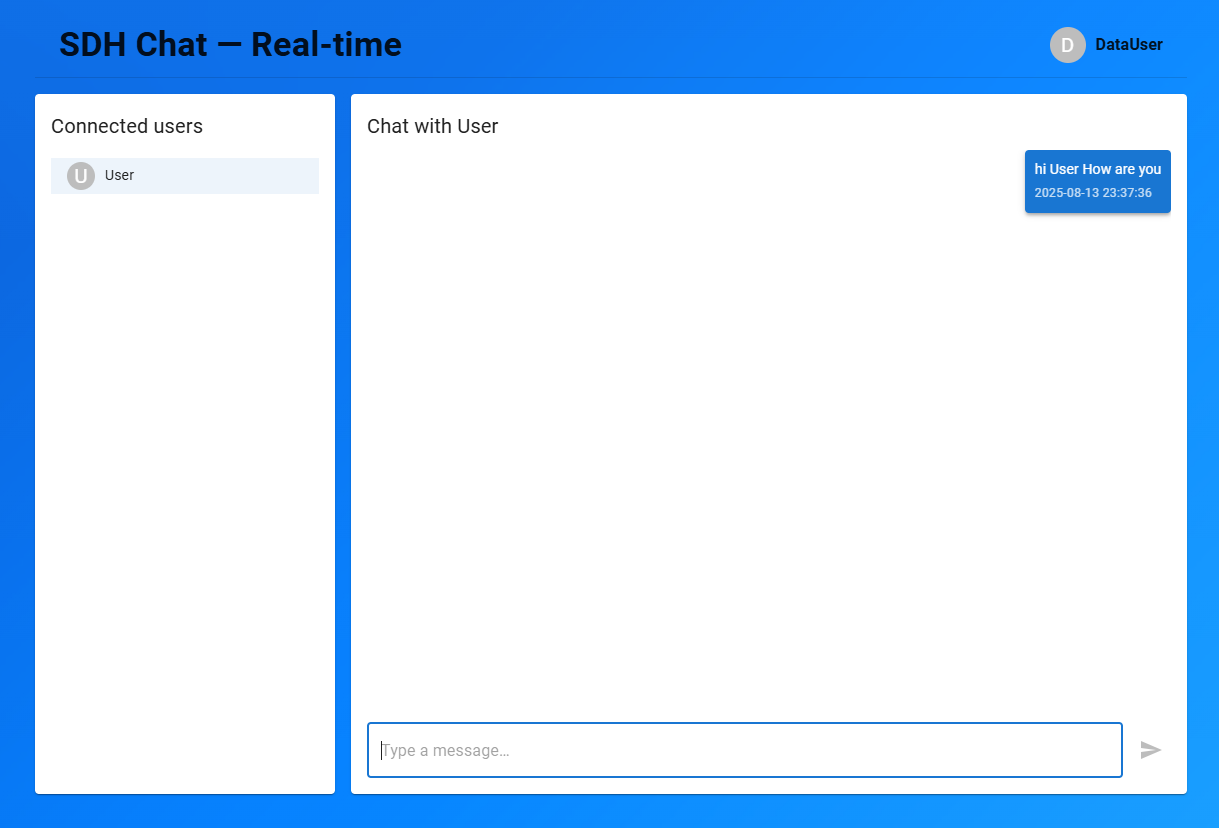 SDH Chat — Real-time
D DataUser
Connected users
U User
Chat with User
hi User How are you
2025-08-13 23:37:36
Type a message…